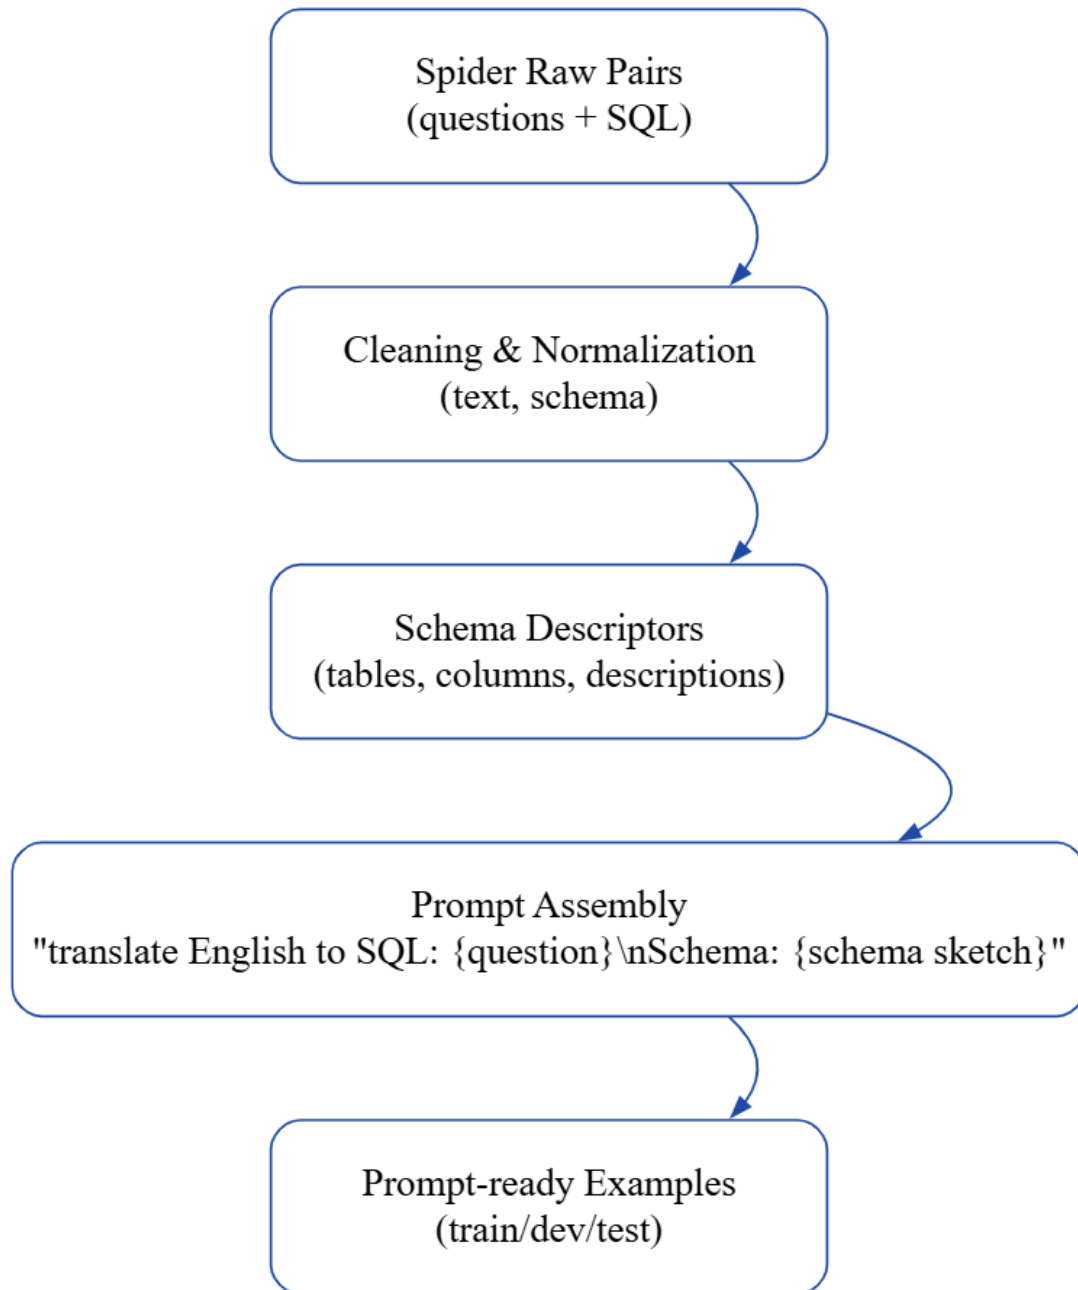 Spider Raw Pairs
(questions + SQL)
Cleaning & Normalization
(text, schema)
Schema Descriptors
(tables, columns, descriptions)
Prompt Assembly
"translate English to SQL: {question}\nSchema: {schema sketch}"
Prompt-ready Examples
(train/dev/test)